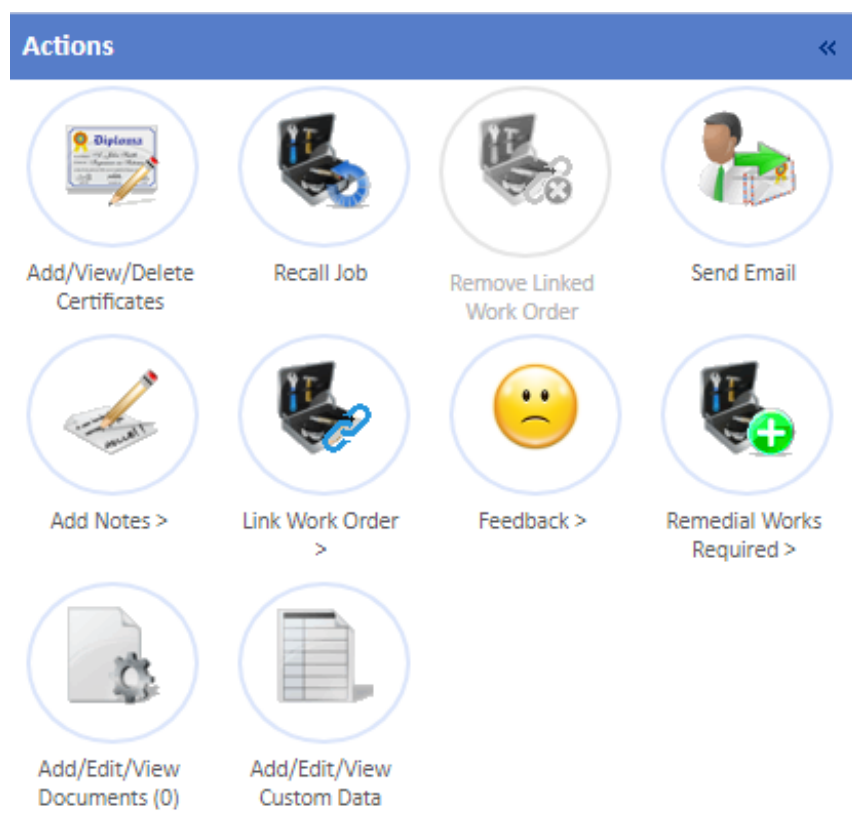 Actions «
Diploma
Add/View/Delete
Certificates
Recall Job
Remove Linked
Work Order
Send Email
Add Notes >
Link Work Order
>
Feedback >
Remedial Works
Required >
Add/Edit/View
Documents (0)
Add/Edit/View
Custom Data